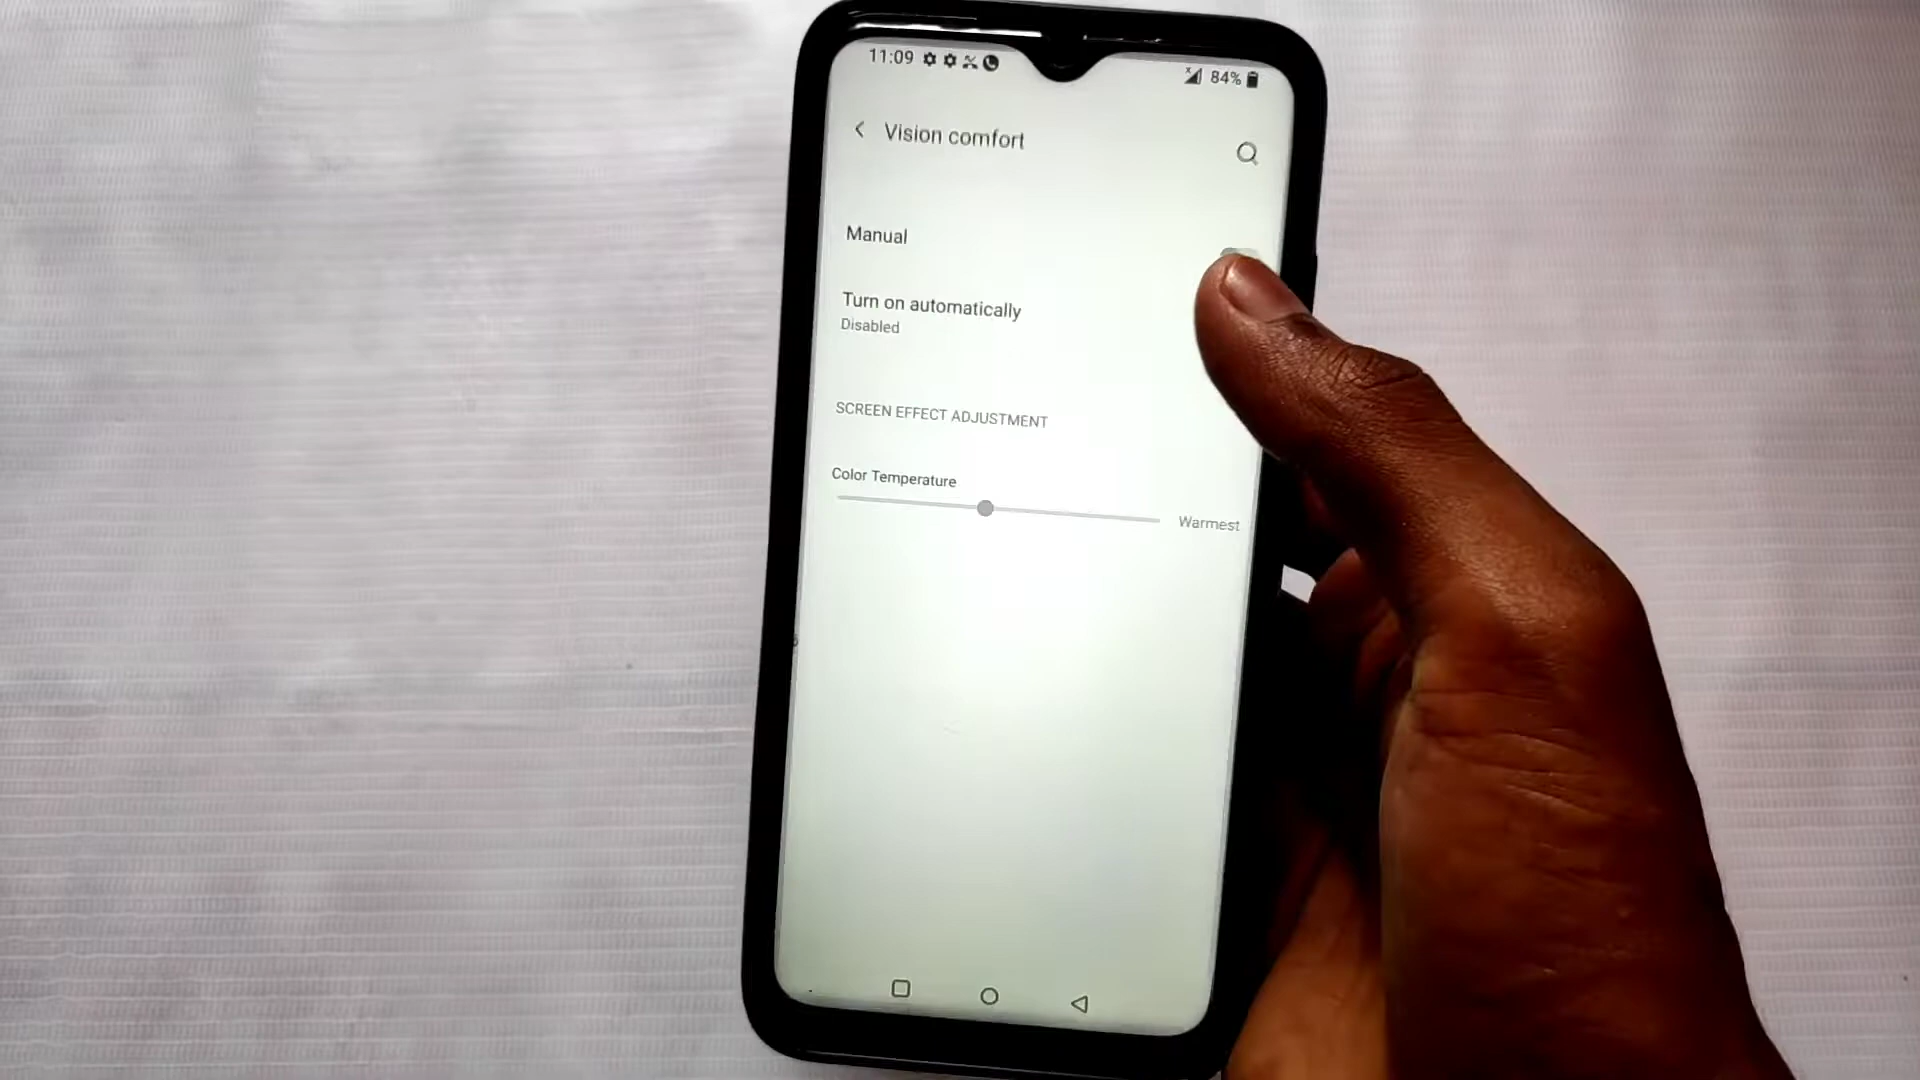 11:09
84%
Vision comfort
Manual
Turn on automatically
Disabled
SCREEN EFFECT ADJUSTMENT
Color Temperature
Warmest